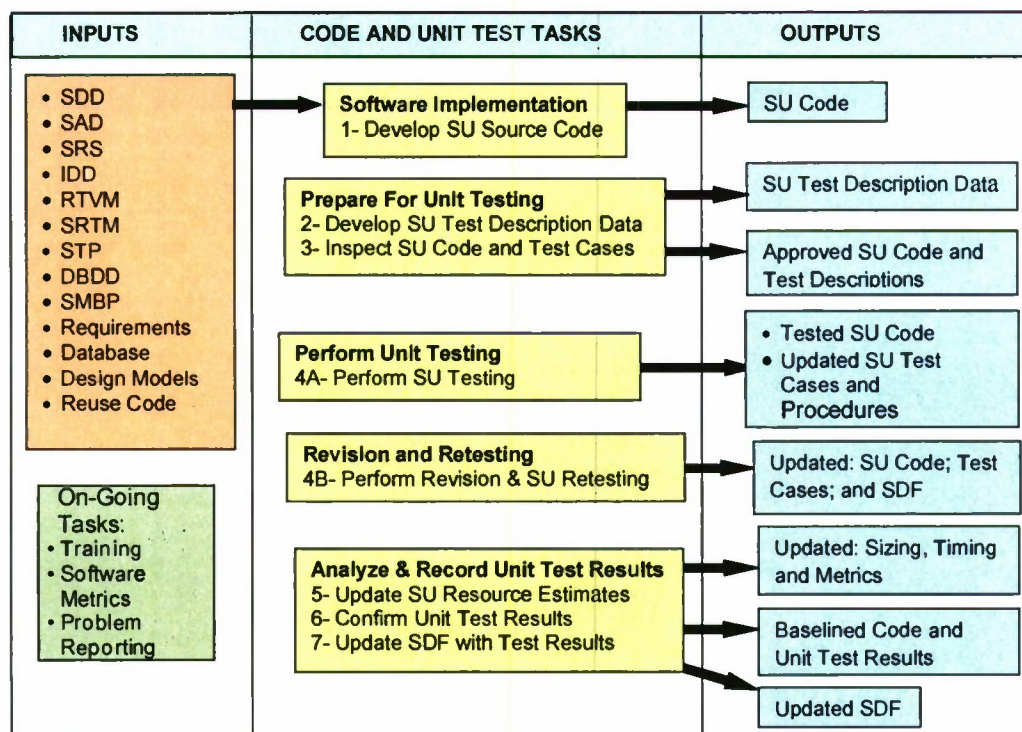 INPUTS
CODE AND UNIT TEST TASKS
OUTPUTS
• SDD
• SAD
• SRS
• IDD
• RTVM
• SRTM
• STP
• DBDD
• SMBP
• Requirements
• Database
• Design Models
• Reuse Code
On-Going
Tasks:
• Training
• Software
Metrics
• Problem
Reporting
Software Implementation
1- Develop SU Source Code
Prepare For Unit Testing
2- Develop SU Test Description Data
3- Inspect SU Code and Test Cases
Perform Unit Testing
4A- Perform SU Testing
Revision and Retesting
4B- Perform Revision & SU Retesting
Analyze & Record Unit Test Results
5- Update SU Resource Estimates
6- Confirm Unit Test Results
7- Update SDF with Test Results
SU Code
SU Test Description Data
Approved SU Code and
Test Descriptions
• Tested SU Code
• Updated SU Test
Cases and
Procedures
Updated: SU Code; Test
Cases; and SDF
Updated: Sizing, Timing
and Metrics
Baselined Code and
Unit Test Results
Updated SDF